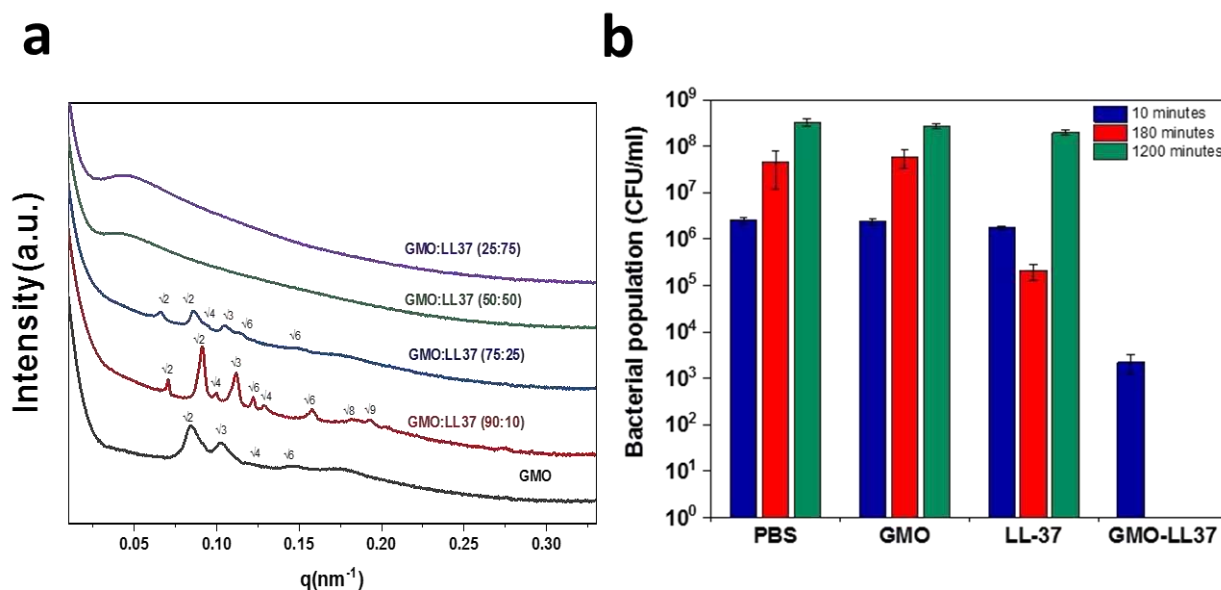 a
Intensity (a.u.)
GMO:LL37 (25:75)
GMO:LL37 (50:50)
√2 √2 √4 √3 √6 √6
GMO:LL37 (75:25)
√2 √2 √4 √3 √6 √4 √6 √8 √9
GMO:LL37 (90:10)
√2 √3 √4 √6
GMO
0.05 0.10 0.15 0.20 0.25 0.30
q(nm⁻¹)
b
Bacterial population (CFU/ml)
10⁹
10⁸
10⁷
10⁶
10⁵
10⁴
10³
10²
10¹
10⁰
10 minutes
180 minutes
1200 minutes
PBS GMO LL-37 GMO-LL37